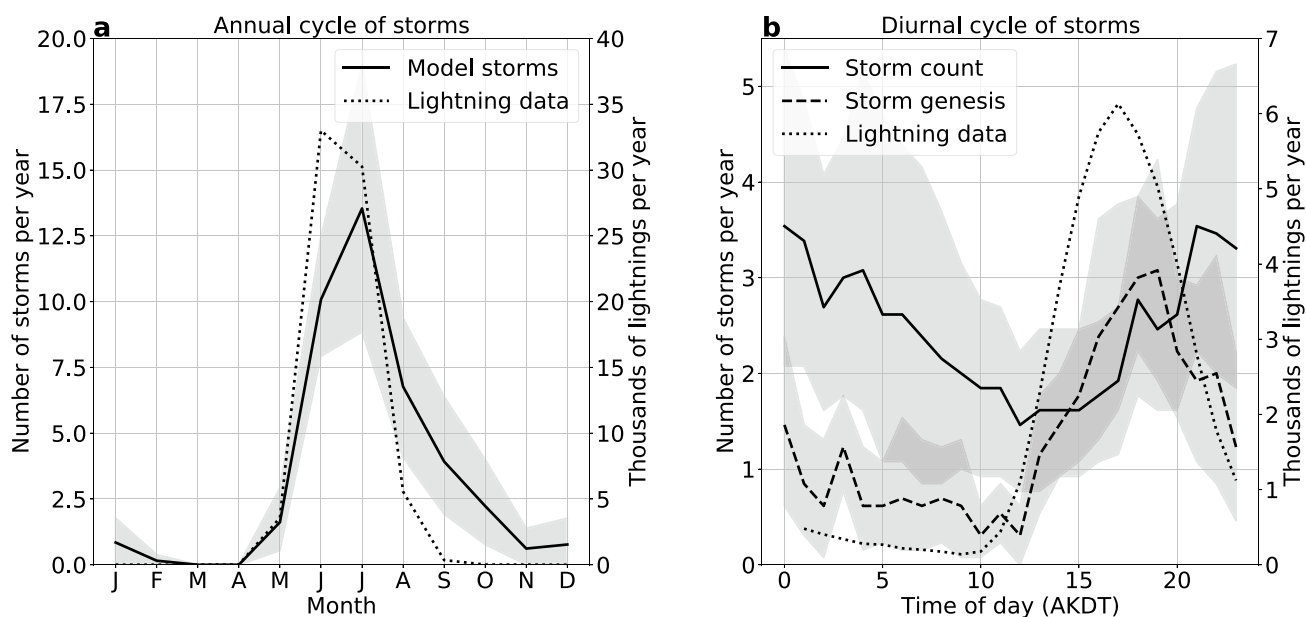 a
Annual cycle of storms
20.0
17.5
15.0
12.5
10.0
7.5
5.0
2.5
0.0
Number of storms per year
Model storms
Lightning data
40
35
30
25
20
15
10
5
0
Thousands of lightnings per year
J F M A M J J A S O N D
Month
b
Diurnal cycle of storms
5
4
3
2
1
0
Number of storms per year
Storm count
Storm genesis
Lightning data
7
6
5
4
3
2
1
0
Thousands of lightnings per year
0 5 10 15 20
Time of day (AKDT)